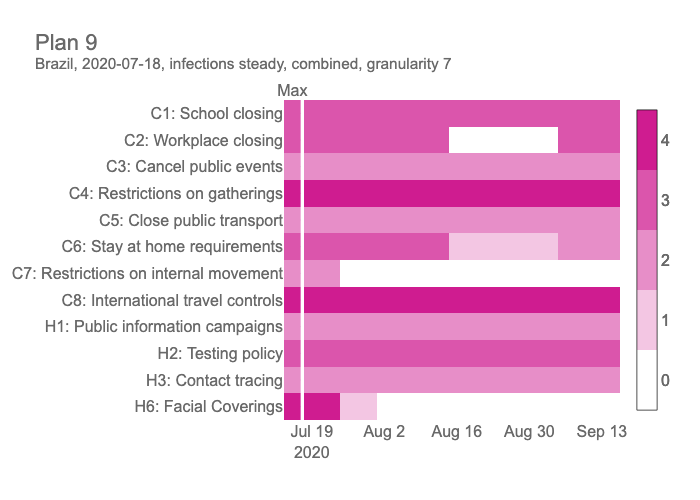 Plan 9
Brazil, 2020-07-18, infections steady, combined, granularity 7
Max
C1: School closing
C2: Workplace closing
C3: Cancel public events
C4: Restrictions on gatherings
C5: Close public transport
C6: Stay at home requirements
C7: Restrictions on internal movement
C8: International travel controls
H1: Public information campaigns
H2: Testing policy
H3: Contact tracing
H6: Facial Coverings
Jul 19 Aug 2 Aug 16 Aug 30 Sep 13
2020
4
3
2
1
0